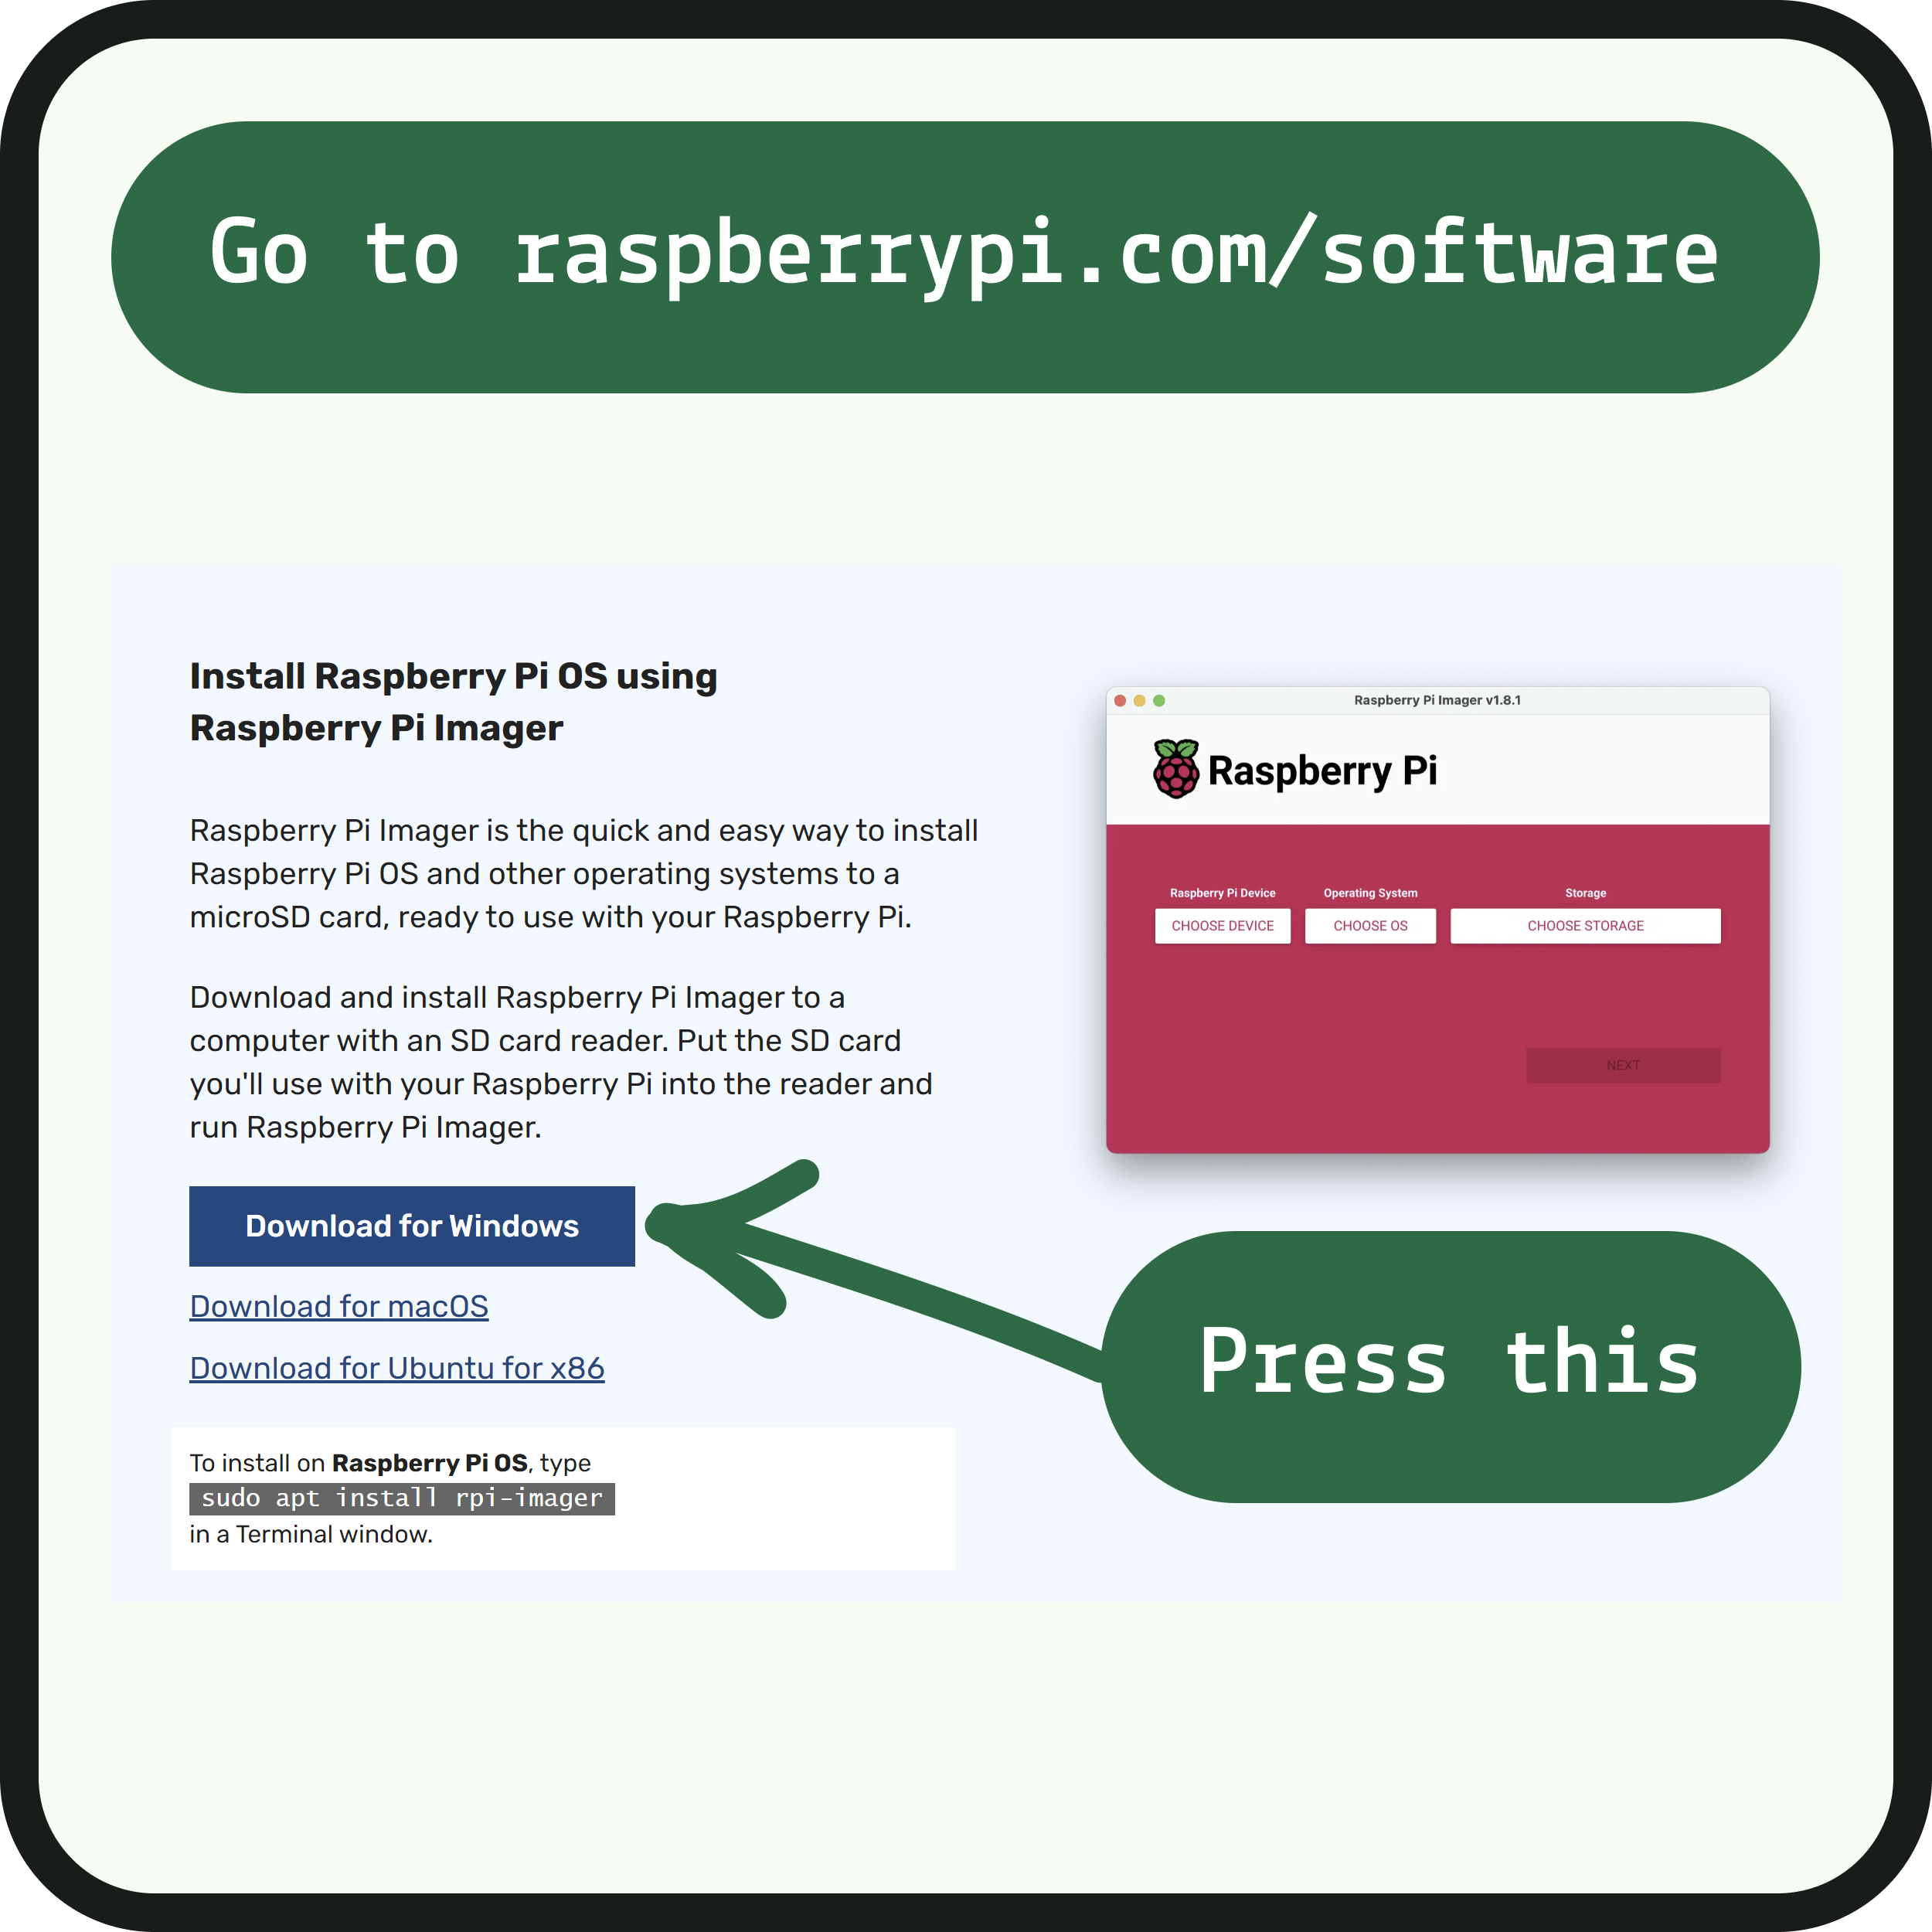 Go to raspberrypi.com/software
Install Raspberry Pi OS using
Raspberry Pi Imager
Raspberry Pi Imager is the quick and easy way to install
Raspberry Pi OS and other operating systems to a
microSD card, ready to use with your Raspberry Pi.
Download and install Raspberry Pi Imager to a
computer with an SD card reader. Put the SD card
you'll use with your Raspberry Pi into the reader and
run Raspberry Pi Imager.
Download for Windows
Download for macOS
Download for Ubuntu for x86
To install on Raspberry Pi OS, type
sudo apt install rpi-imager
in a Terminal window.
Raspberry Pi Imager v1.8.1
Raspberry Pi
Raspberry Pi Device Operating System Storage
CHOOSE DEVICE CHOOSE OS CHOOSE STORAGE
NEXT
Press this